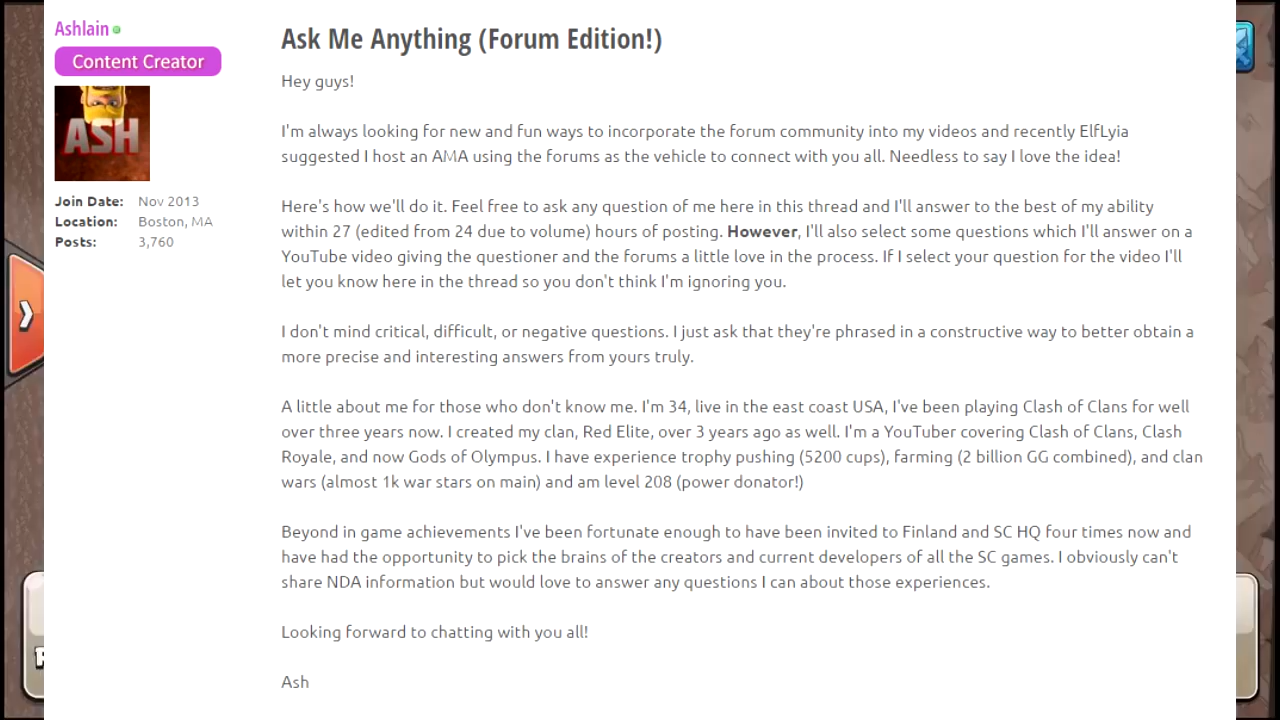 Ashlain
Content Creator
ASH
Join Date: Nov 2013
Location: Boston, MA
Posts: 3,760
Ask Me Anything (Forum Edition!)
Hey guys!
I'm always looking for new and fun ways to incorporate the forum community into my videos and recently ElfLyia
suggested I host an AMA using the forums as the vehicle to connect with you all. Needless to say I love the idea!
Here's how we'll do it. Feel free to ask any question of me here in this thread and I'll answer to the best of my ability
within 27 (edited from 24 due to volume) hours of posting. However, I'll also select some questions which I'll answer on a
YouTube video giving the questioner and the forums a little love in the process. If I select your question for the video I'll
let you know here in the thread so you don't think I'm ignoring you.
I don't mind critical, difficult, or negative questions. I just ask that they're phrased in a constructive way to better obtain a
more precise and interesting answers from yours truly.
A little about me for those who don't know me. I'm 34, live in the east coast USA, I've been playing Clash of Clans for well
over three years now. I created my clan, Red Elite, over 3 years ago as well. I'm a YouTuber covering Clash of Clans, Clash
Royale, and now Gods of Olympus. I have experience trophy pushing (5200 cups), farming (2 billion GG combined), and clan
wars (almost 1k war stars on main) and am level 208 (power donator!)
Beyond in game achievements I've been fortunate enough to have been invited to Finland and SC HQ four times now and
have had the opportunity to pick the brains of the creators and current developers of all the SC games. I obviously can't
share NDA information but would love to answer any questions I can about those experiences.
Looking forward to chatting with you all!
Ash